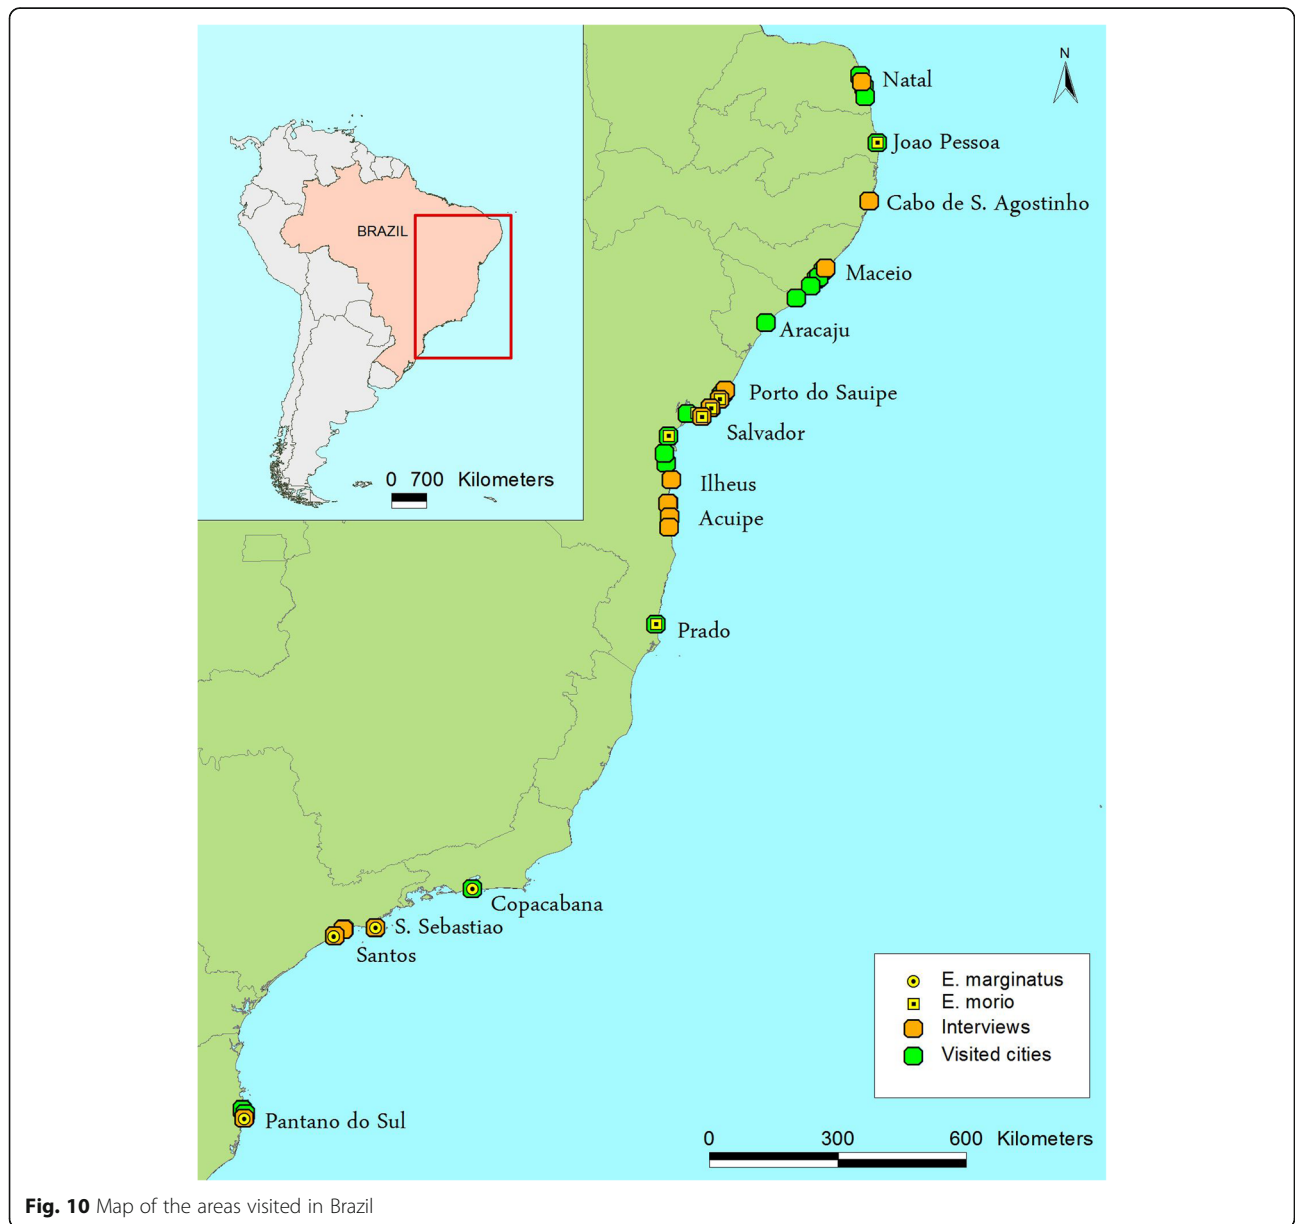 N
Natal
Joao Pessoa
Cabo de S. Agostinho
BRAZIL
Maceio
Aracaju
Porto do Sauipe
Salvador
0 700 Kilometers
Ilheus
Acuipe
Prado
Copacabana
S. Sebastiao
Santos
E. marginatus
E. morio
Interviews
Visited cities
Pantano do Sul
0 300 600 Kilometers
Fig. 10 Map of the areas visited in Brazil